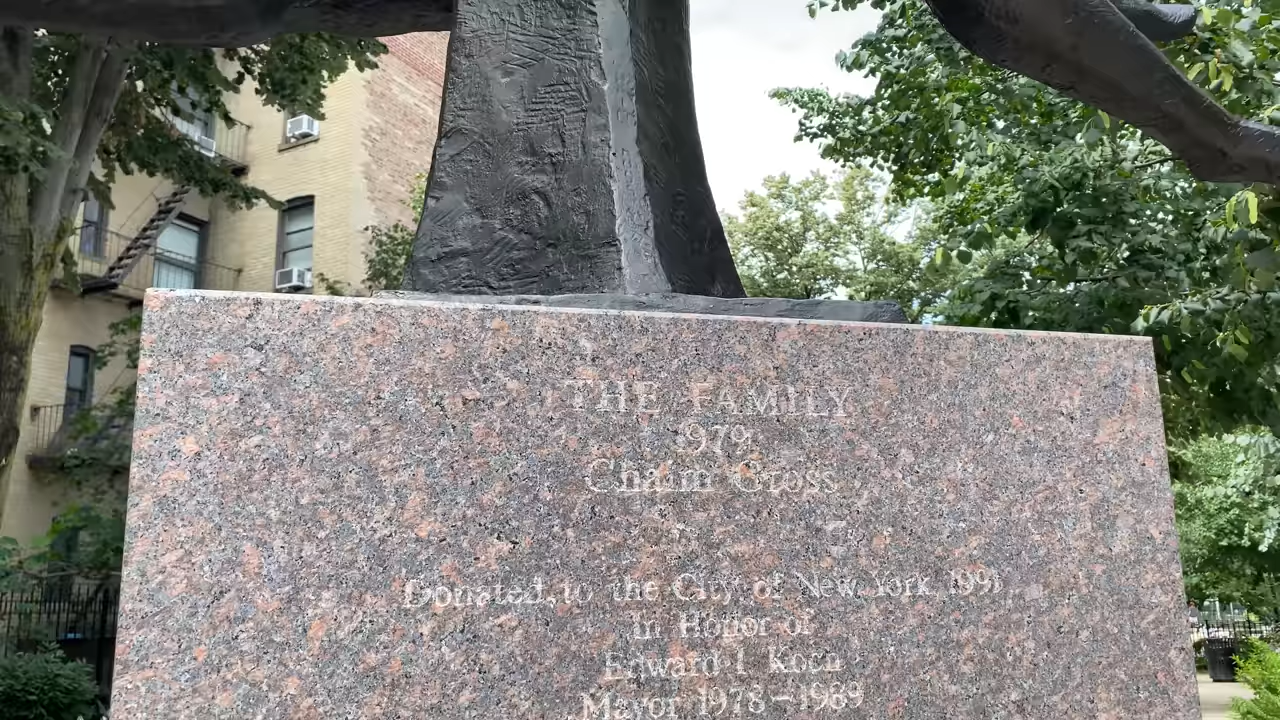 THE FAMILY
1979
Chaim Gross
Donated to the City of New York 1991
In Honor of
Edward I Koch
Mayor 1978-1989